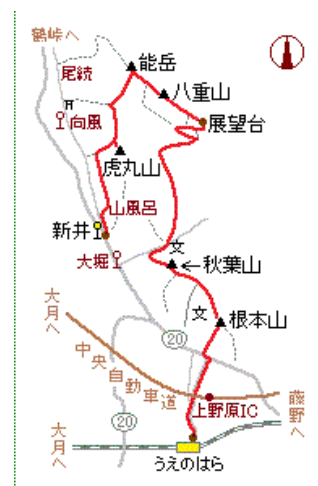 鶴峠へ
能岳
尾続
八重山
向風
展望台
虎丸山
山風呂
新井
文
大堀
←秋葉山
大月へ
文
根本山
20
中央自動車道
藤野へ
上野原IC
20
大月へ
うえのはら